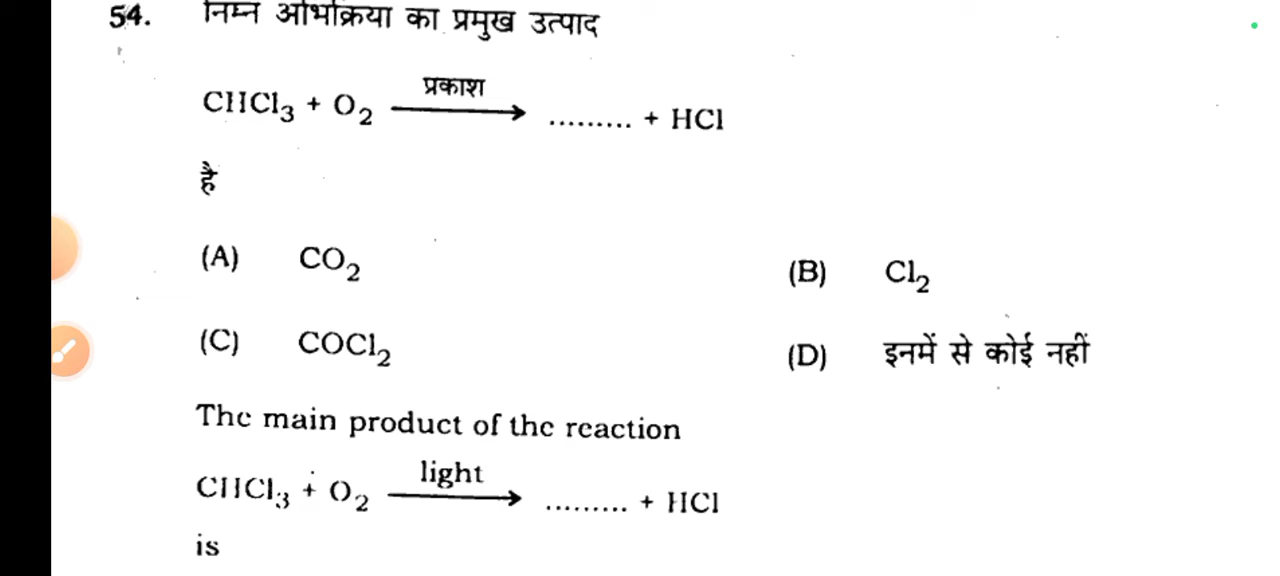 54. निम्न अभिक्रिया का प्रमुख उत्पाद
CHCl3 + O2 प्रकाश → ......... + HCl
है
(A) CO2 (B) Cl2
(C) COCl2 (D) इनमें से कोई नहीं
The main product of the reaction
CHCl3 + O2 light → ......... + HCl
is